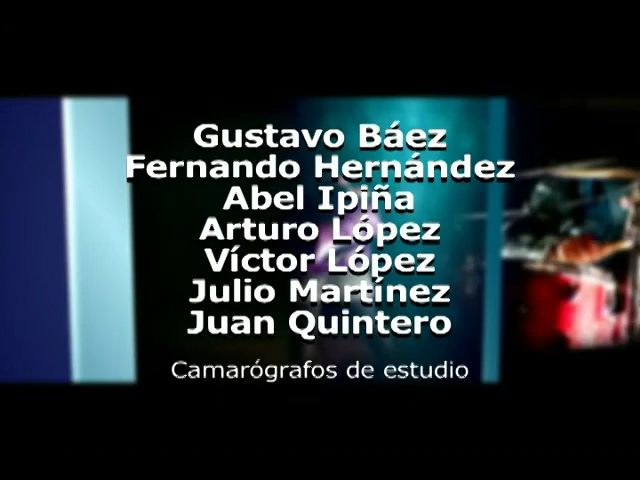 Gustavo Báez
Fernando Hernández
Abel Ipiña
Arturo López
Víctor López
Julio Martínez
Juan Quintero
Camarógrafos de estudio